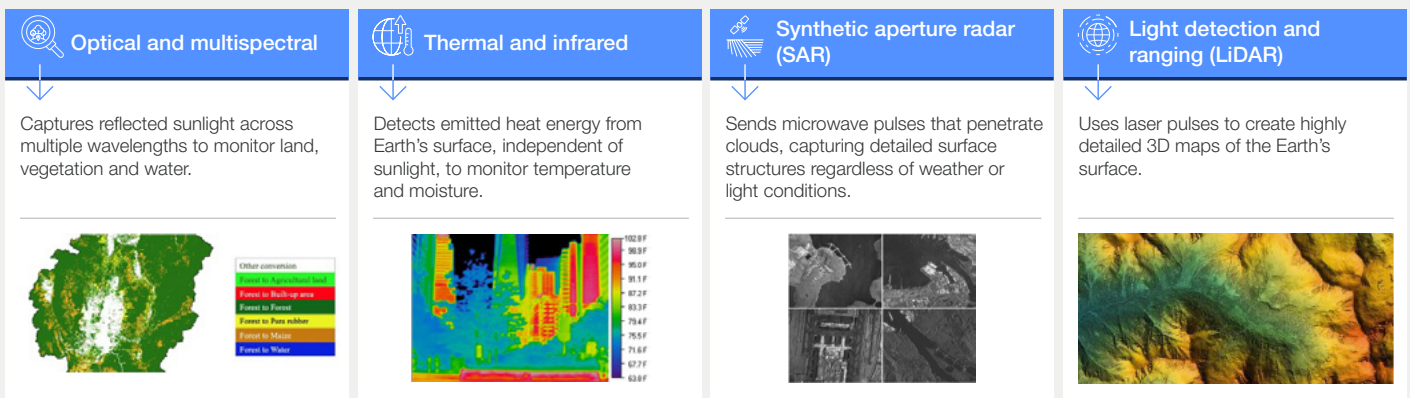 Optical and multispectral
Captures reflected sunlight across
multiple wavelengths to monitor land,
vegetation and water.
Other conversion
Forest to Agricultural land
Forest to Built-up area
Forest to Forest
Forest to Para rubber
Forest to Maize
Forest to Water
Thermal and infrared
Detects emitted heat energy from
Earth's surface, independent of
sunlight, to monitor temperature
and moisture.
102.8 F
98.9 F
95.0 F
91.1 F
87.2 F
83.3 F
79.4 F
75.5 F
71.6 F
67.7 F
63.8 F
Synthetic aperture radar
(SAR)
Sends microwave pulses that penetrate
clouds, capturing detailed surface
structures regardless of weather or
light conditions.
Light detection and
ranging (LiDAR)
Uses laser pulses to create highly
detailed 3D maps of the Earth's
surface.